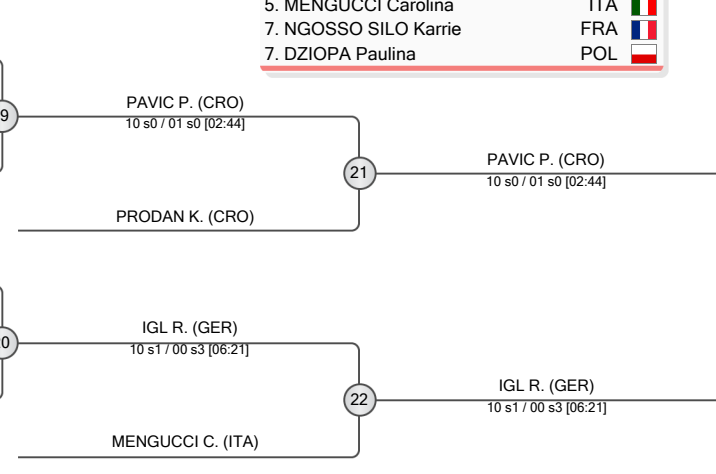 5. MENGUCCI Carolina ITA
7. NGOSSO SILO Karrie FRA
7. DZIOPA Paulina POL
9
PAVIC P. (CRO)
10 s0 / 01 s0 [02:44]
21
PAVIC P. (CRO)
10 s0 / 01 s0 [02:44]
PRODAN K. (CRO)
0
IGL R. (GER)
10 s1 / 00 s3 [06:21]
22
IGL R. (GER)
10 s1 / 00 s3 [06:21]
MENGUCCI C. (ITA)